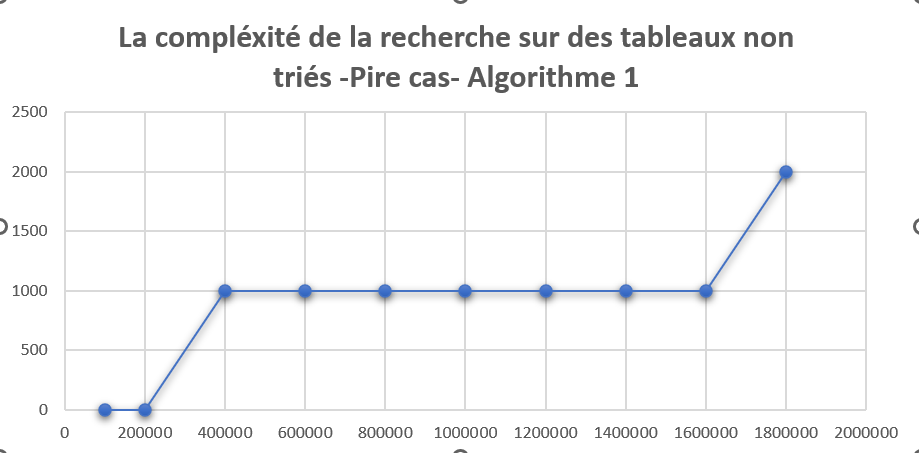 La compléxité de la recherche sur des tableaux non
triés -Pire cas- Algorithme 1
2500
2000
1500
1000
500
0
0 200000 400000 600000 800000 1000000 1200000 1400000 1600000 1800000 2000000